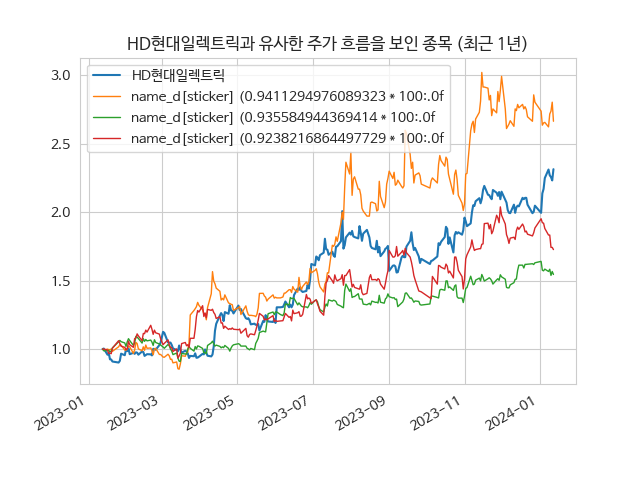 HD현대일렉트릭과 유사한 주가 흐름을 보인 종목 (최근 1년)
HD현대일렉트릭
name_d[sticker] (0.9411294976089323*100:.0f
name_d[sticker] (0.935584944369414*100:.0f
name_d[sticker] (0.9238216864497729*100:.0f
3.0
2.5
2.0
1.5
1.0
2023-01
2023-03
2023-05
2023-07
2023-09
2023-11
2024-01